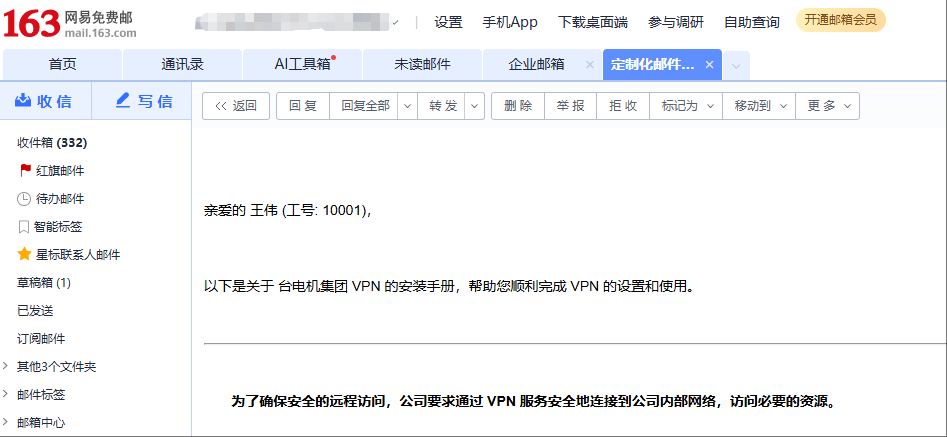 163 网易免费邮
mail.163.com
设置 手机App 下载桌面端 参与调研 自助查询 开通邮箱会员
首页 通讯录 AI工具箱 未读邮件 企业邮箱 × 定制化邮件... ×
收信 写信
<< 返回 回复 回复全部 转发 删除 举报 拒收 标记为 移动到 更多
收件箱 (332)
红旗邮件
待办邮件
智能标签
星标联系人邮件
草稿箱 (1)
已发送
订阅邮件
其他3个文件夹
邮件标签
邮箱中心
亲爱的 王伟 (工号: 10001),
以下是关于 台电机集团 VPN 的安装手册，帮助您顺利完成 VPN 的设置和使用。
为了确保安全的远程访问，公司要求通过 VPN 服务安全地连接到公司内部网络，访问必要的资源。